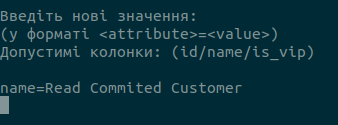 Введіть нові значення:
(у форматі <attribute>=<value>)
Допустимі колонки: (id/name/is_vip)
name=Read Commited Customer